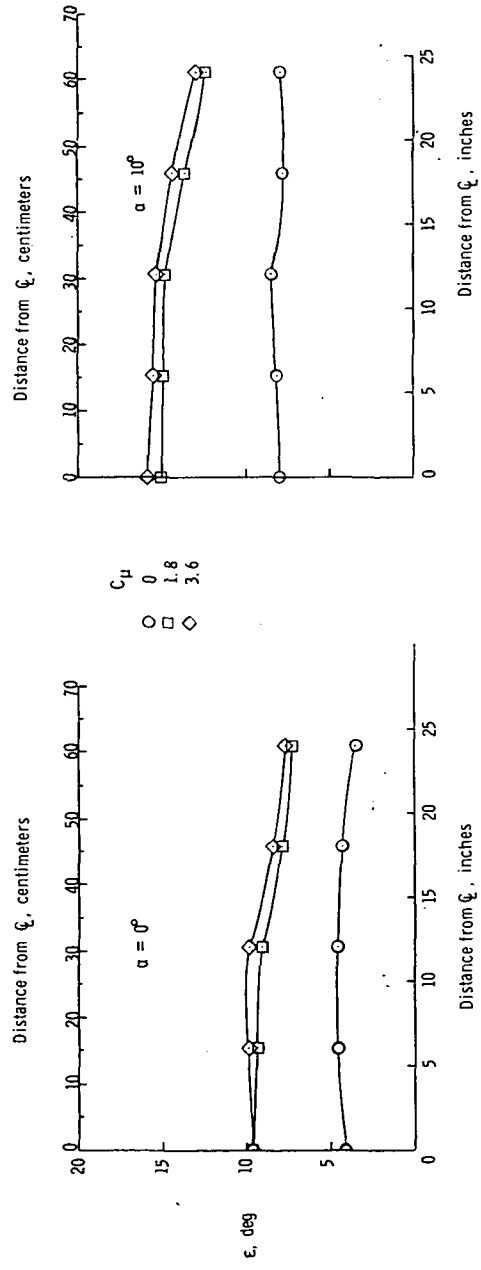 Distance from ℄, centimeters
0 10 20 30 40 50 60 70
α = 0°
20
15
10
5
ε, deg
0 5 10 15 20 25
Distance from ℄, inches
Cμ
0
1.8
3.6
Distance from ℄, centimeters
0 10 20 30 40 50 60 70
α = 10°
0 5 10 15 20 25
Distance from ℄, inches